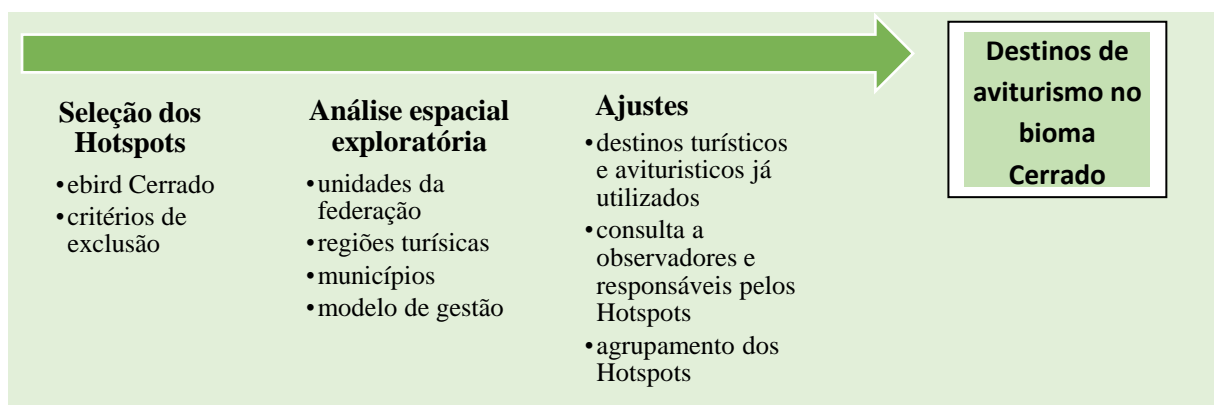 Seleção dos
Hotspots
•ebird Cerrado
•critérios de
exclusão
Análise espacial
exploratória
•unidades da
federação
•regiões turísicas
•municípios
•modelo de gestão
Ajustes
•destinos turísticos
e avituristicos já
utilizados
•consulta a
observadores e
responsáveis pelos
Hotspots
•agrupamento dos
Hotspots
Destinos de
aviturismo no
bioma
Cerrado